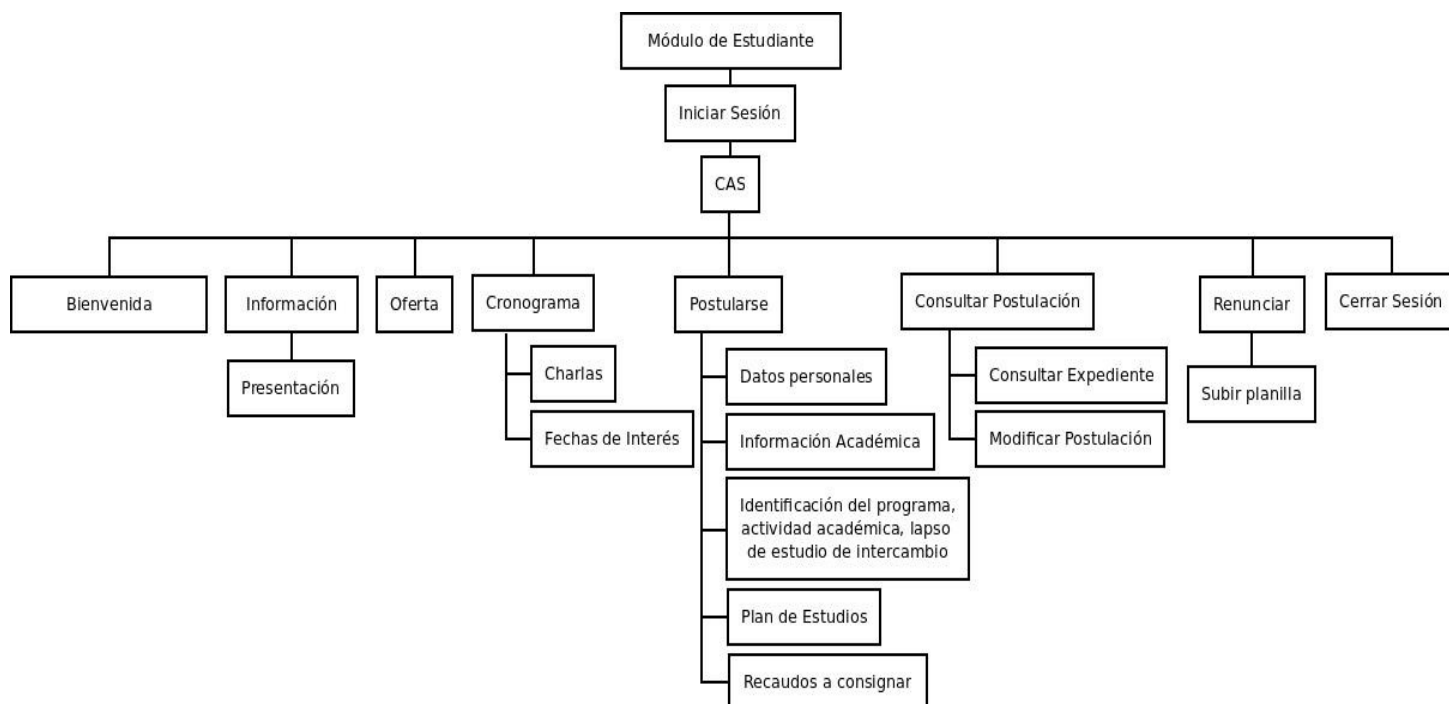 Módulo de Estudiante
Iniciar Sesión
CAS
Bienvenida
Información
Oferta
Cronograma
Postularse
Consultar Postulación
Renunciar
Cerrar Sesión
Presentación
Charlas
Fechas de Interés
Datos personales
Información Académica
Identificación del programa,
actividad académica, lapso
de estudio de intercambio
Plan de Estudios
Recaudos a consignar
Consultar Expediente
Modificar Postulación
Subir planilla